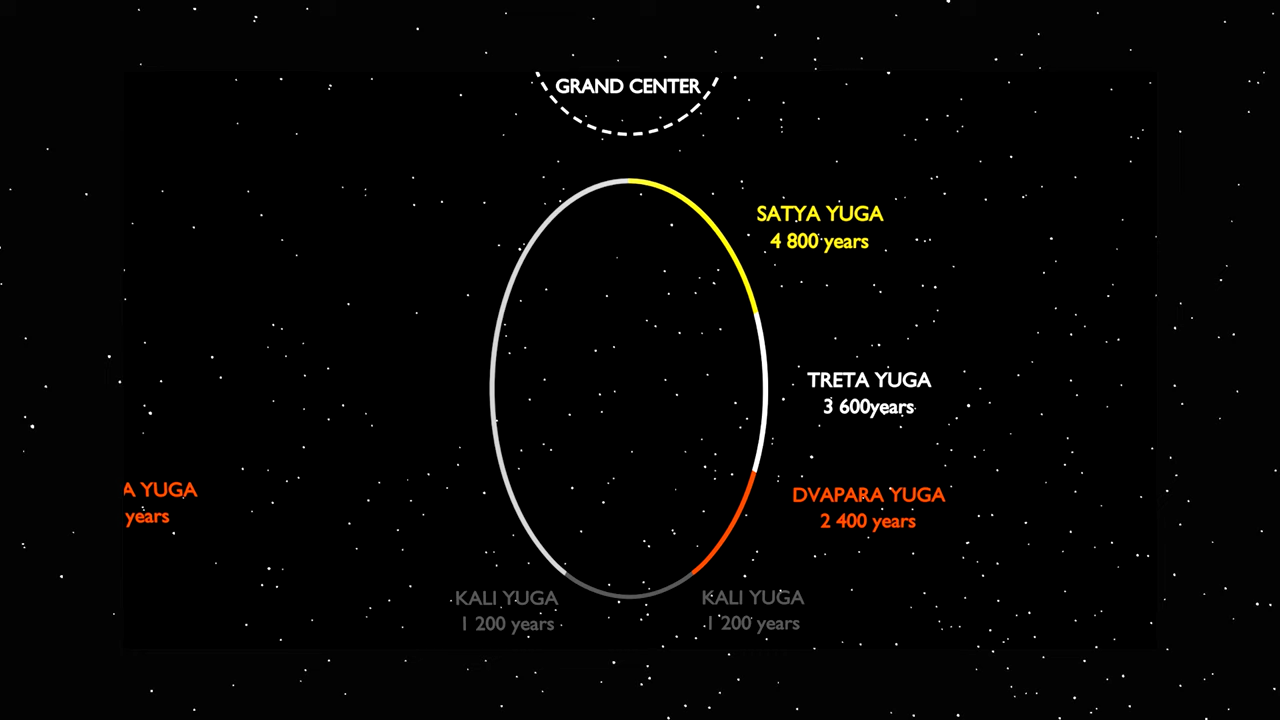 GRAND CENTER
SATYA YUGA
4 800 years
TRETA YUGA
3 600years
A YUGA
years
DVAPARA YUGA
2 400 years
KALI YUGA
1 200 years
KALI YUGA
1 200 years